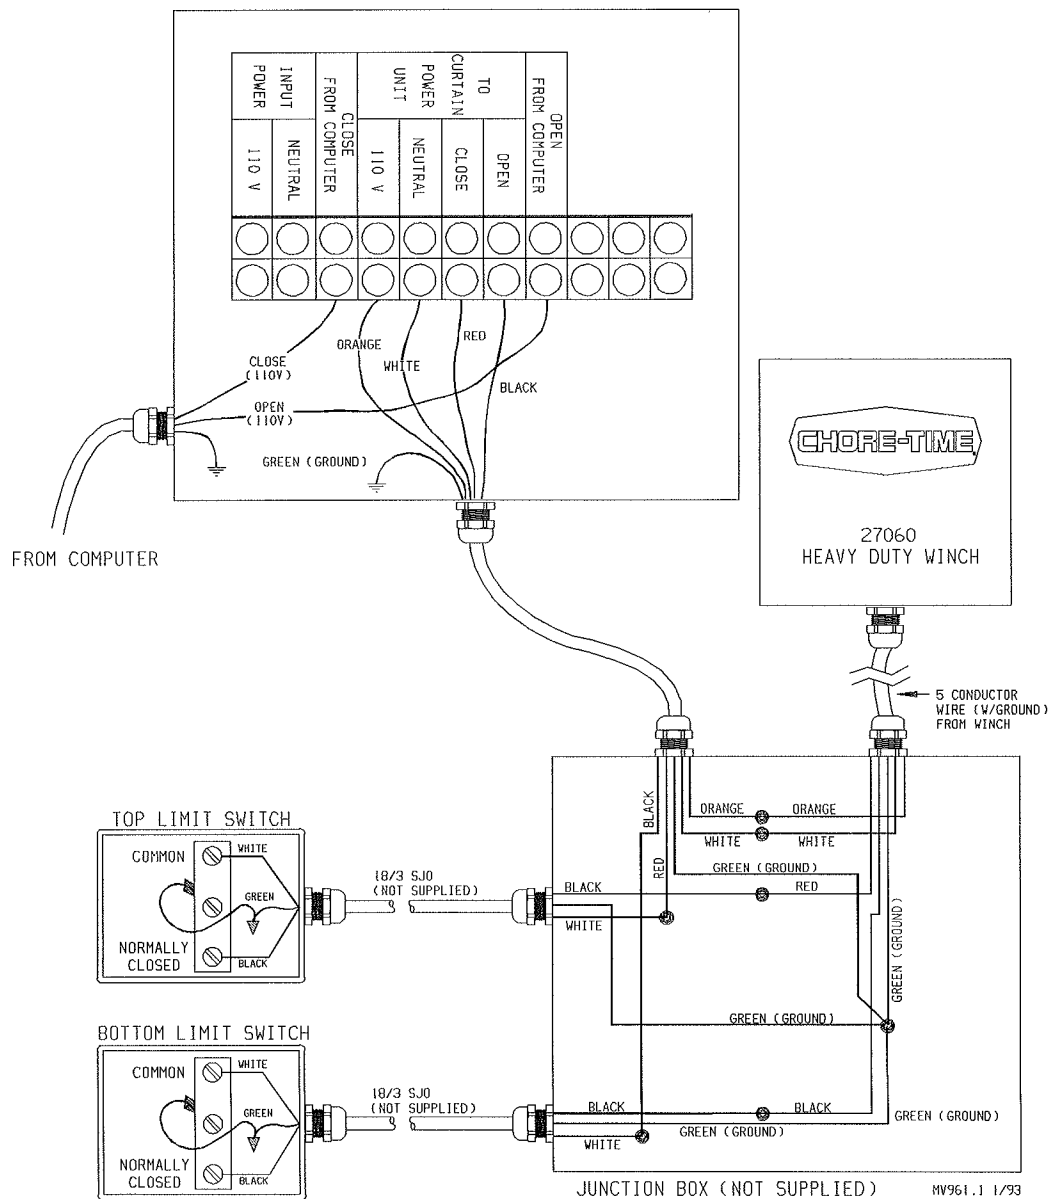 INPUT
POWER
CLOSE
FROM COMPUTER
TO
CURTAIN
POWER
UNIT
OPEN
FROM COMPUTER
110 V
NEUTRAL
110 V
NEUTRAL
CLOSE
OPEN
ORANGE
WHITE
RED
BLACK
CLOSE
(110V)
OPEN
(110V)
GREEN (GROUND)
FROM COMPUTER
CHORE-TIME
27060
HEAVY DUTY WINCH
5 CONDUCTOR
WIRE (W/GROUND)
FROM WINCH
BLACK
RED
ORANGE
ORANGE
WHITE
WHITE
GREEN (GROUND)
BLACK
RED
WHITE
GREEN (GROUND)
GREEN (GROUND)
TOP LIMIT SWITCH
COMMON
WHITE
GREEN
NORMALLY
CLOSED
BLACK
18/3 SJO
(NOT SUPPLIED)
BOTTOM LIMIT SWITCH
COMMON
WHITE
GREEN
NORMALLY
CLOSED
BLACK
18/3 SJO
(NOT SUPPLIED)
BLACK
BLACK
GREEN (GROUND)
GREEN (GROUND)
WHITE
JUNCTION BOX (NOT SUPPLIED)
MV961.1 1/93